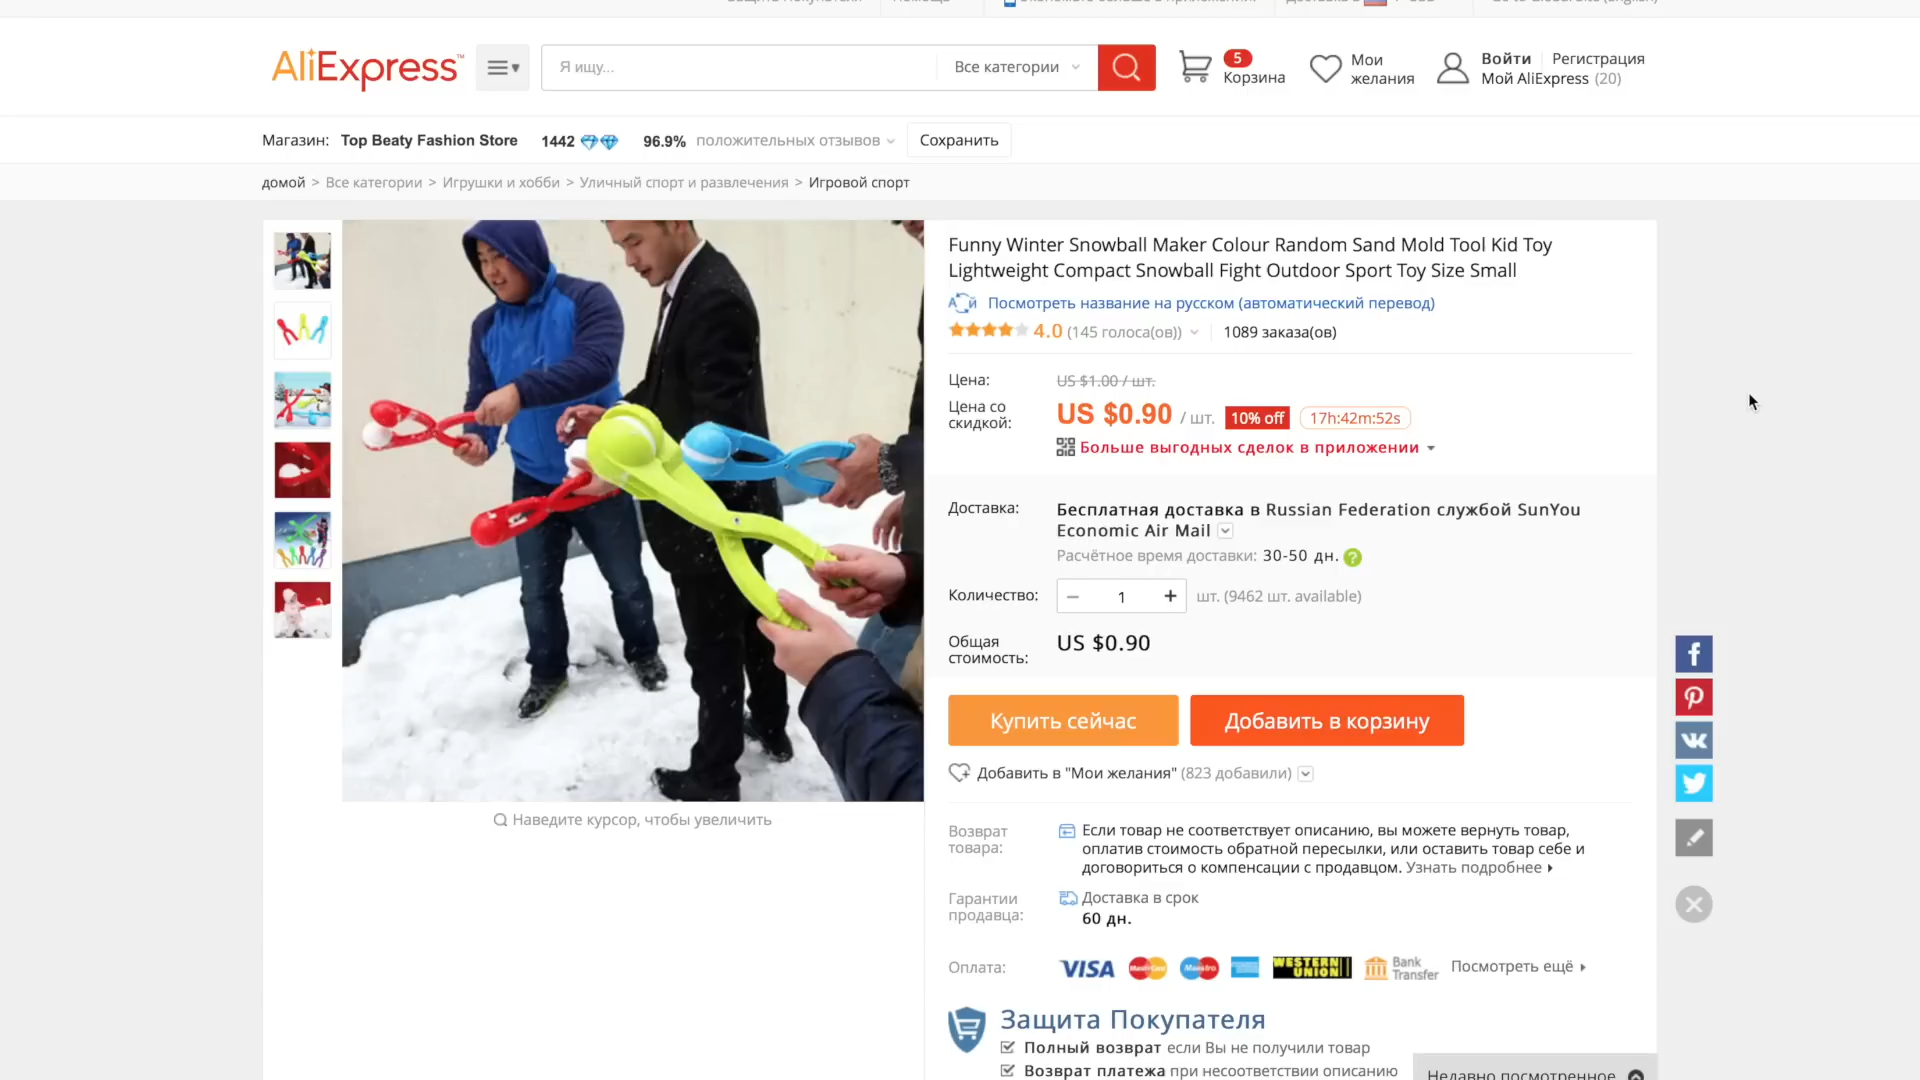 AliExpress™
Я ищу...
Все категории
5
Корзина
Мои желания
Войти
Регистрация
Мой AliExpress (20)
Магазин: Top Beaty Fashion Store 1442 96.9% положительных отзывов Сохранить
домой > Все категории > Игрушки и хобби > Уличный спорт и развлечения > Игровой спорт
Funny Winter Snowball Maker Colour Random Sand Mold Tool Kid Toy
Lightweight Compact Snowball Fight Outdoor Sport Toy Size Small
Посмотреть название на русском (автоматический перевод)
4.0 (145 голоса(ов)) 1089 заказа(ов)
Цена: US $1.00 / шт.
Цена со скидкой: US $0.90 / шт. 10% off 17h:42m:52s
Больше выгодных сделок в приложении
Доставка: Бесплатная доставка в Russian Federation службой SunYou
Economic Air Mail
Расчётное время доставки: 30-50 дн. ?
Количество: − 1 + шт. (9462 шт. available)
Общая стоимость: US $0.90
Купить сейчас Добавить в корзину
Добавить в "Мои желания" (823 добавили)
Наведите курсор, чтобы увеличить
Возврат товара: Если товар не соответствует описанию, вы можете вернуть товар,
оплатив стоимость обратной пересылки, или оставить товар себе и
договориться о компенсации с продавцом. Узнать подробнее
Гарантии продавца: Доставка в срок
60 дн.
Оплата: VISA MasterCard Maestro WESTERN UNION Bank Transfer Посмотреть ещё
Защита Покупателя
Полный возврат если Вы не получили товар
Возврат платежа при несоответствии описанию
Недавно посмотренное